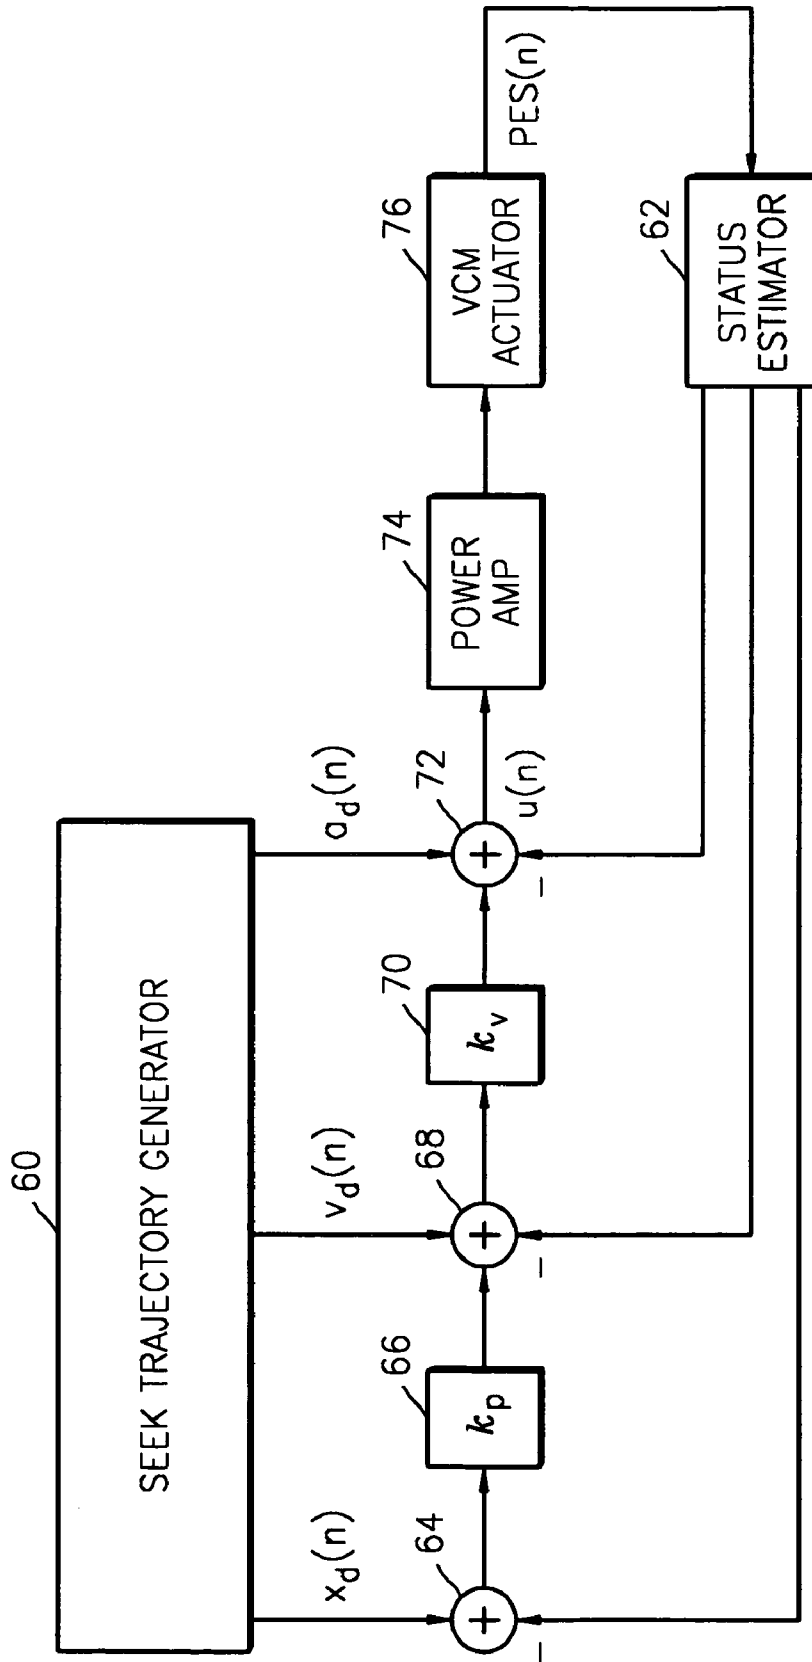 60
SEEK TRAJECTORY GENERATOR
x_d(n)
v_d(n)
a_d(n)
64
+
−
66
k_p
68
+
−
70
k_v
72
+
−
u(n)
74
POWER
AMP
76
VCM
ACTUATOR
PES(n)
62
STATUS
ESTIMATOR